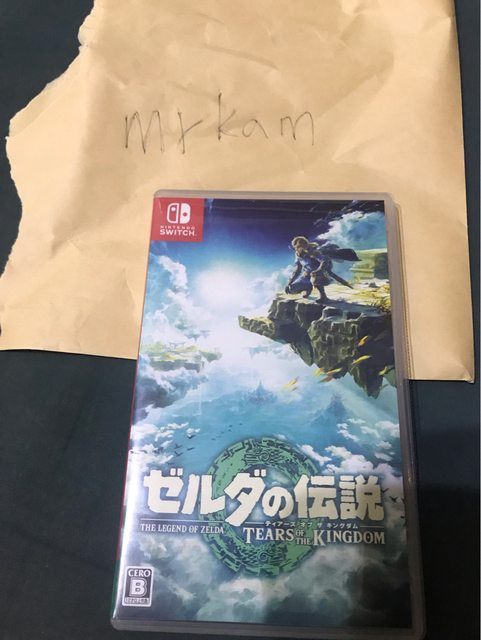 mrkam
NINTENDO
SWITCH
ゼルダの伝説
ティアーズ オブ ザ キングダム
THE LEGEND OF ZELDA
TEARS OF THE KINGDOM
CERO
B